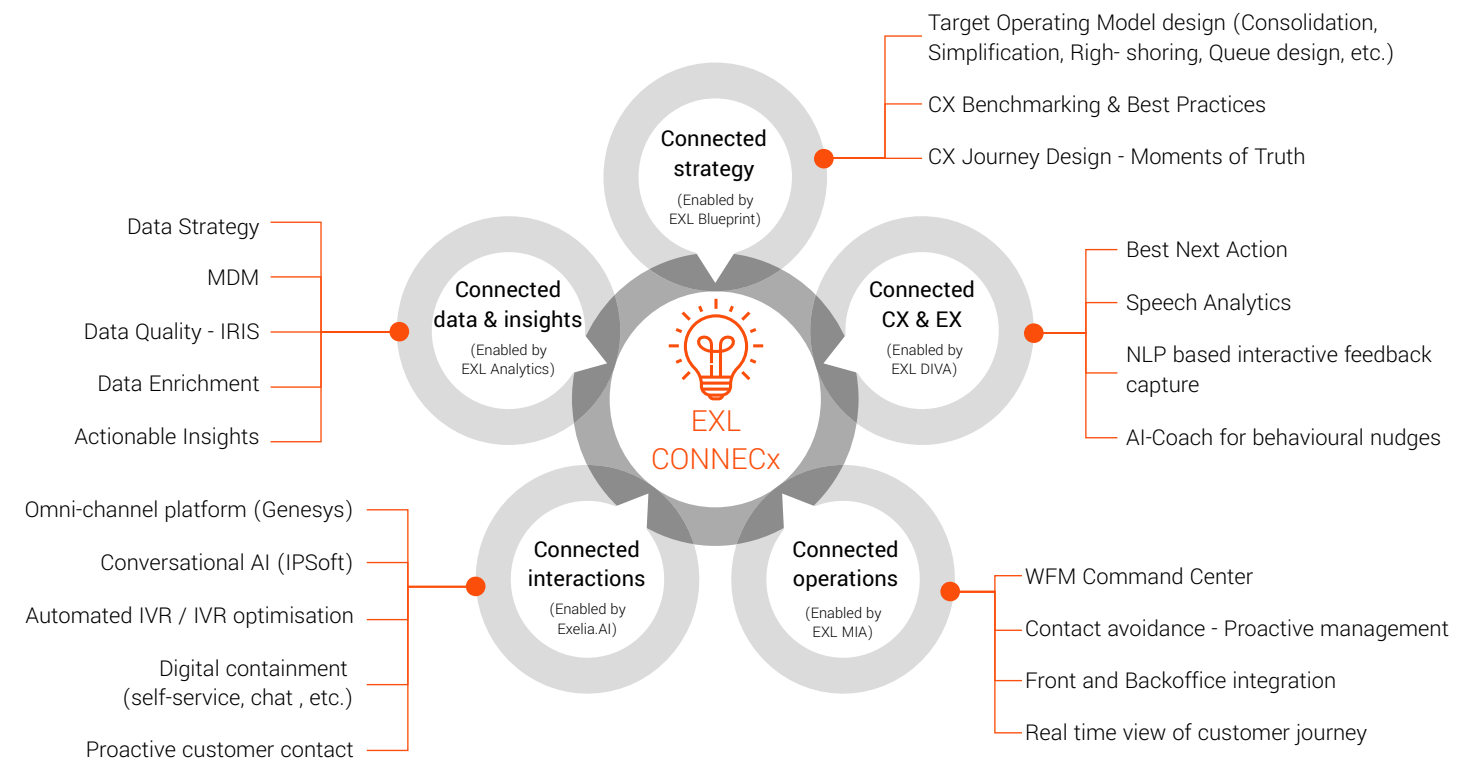 Target Operating Model design (Consolidation,
Simplification, Righ- shoring, Queue design, etc.)
CX Benchmarking & Best Practices
CX Journey Design - Moments of Truth
Connected
strategy
(Enabled by
EXL Blueprint)
Data Strategy
MDM
Data Quality - IRIS
Data Enrichment
Actionable Insights
Connected
data & insights
(Enabled by
EXL Analytics)
Connected
CX & EX
(Enabled by
EXL DIVA)
Best Next Action
Speech Analytics
NLP based interactive feedback
capture
AI-Coach for behavioural nudges
EXL
CONNECx
Omni-channel platform (Genesys)
Conversational AI (IPSoft)
Automated IVR / IVR optimisation
Digital containment
(self-service, chat , etc.)
Proactive customer contact
Connected
interactions
(Enabled by
Exelia.AI)
Connected
operations
(Enabled by
EXL MIA)
WFM Command Center
Contact avoidance - Proactive management
Front and Backoffice integration
Real time view of customer journey